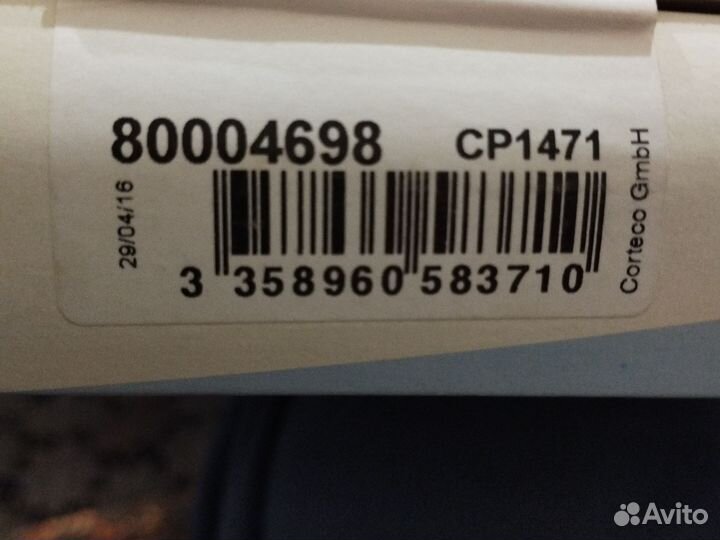 80004698 CP1471
29/04/16
Corteco GmbH
3 358960 583710
Avito